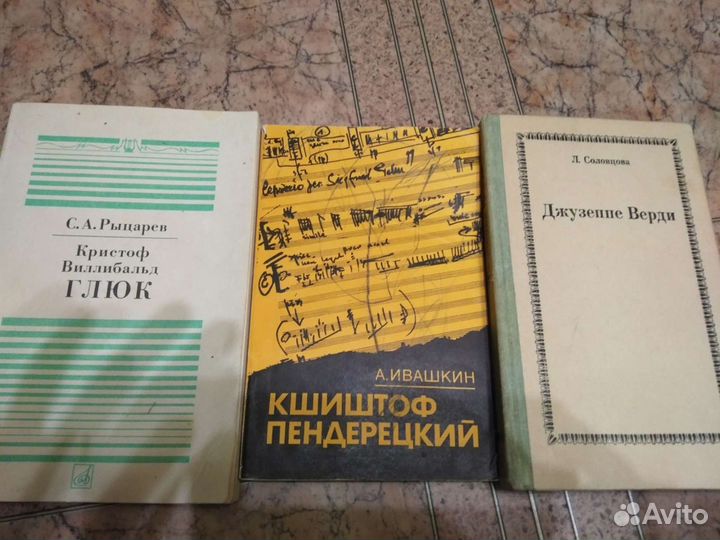 С.А.Рыцарев
Кристоф
Виллибальд
ГЛЮК
А.ИВАШКИН
КШИШТОФ
ПЕНДЕРЕЦКИЙ
Л. Соловцова
Джузеппе Верди
Avito